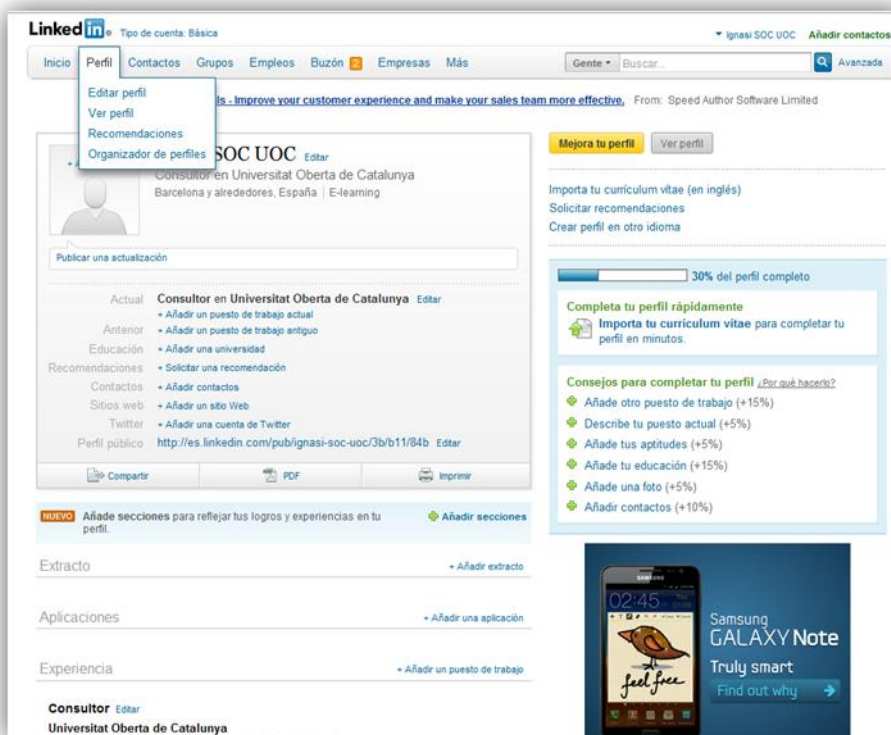 Linked in Tipo de cuenta: Básica
Ignasi SOC UOC Añadir contactos
Inicio Perfil Contactos Grupos Empleos Buzón 2 Empresas Más
Gente Buscar... Avanzada
Editar perfil
Ver perfil
Recomendaciones
Organizador de perfiles
- Improve your customer experience and make your sales team more effective. From: Speed Author Software Limited
SOC UOC Editar
Consultor en Universitat Oberta de Catalunya
Barcelona y alrededores, España | E-learning
Publicar una actualización
Actual Consultor en Universitat Oberta de Catalunya Editar
+ Añadir un puesto de trabajo actual
Anterior + Añadir un puesto de trabajo antiguo
Educación + Añadir una universidad
Recomendaciones + Solicitar una recomendación
Contactos + Añadir contactos
Sitios web + Añadir un sitio Web
Twitter + Añadir una cuenta de Twitter
Perfil público http://es.linkedin.com/pub/ignasi-soc-uoc/3b/b11/84b Editar
Compartir PDF Imprimir
NUEVO Añade secciones para reflejar tus logros y experiencias en tu
perfil.
Añadir secciones
Extracto + Añadir extracto
Aplicaciones + Añadir una aplicación
Experiencia + Añadir un puesto de trabajo
Consultor Editar
Universitat Oberta de Catalunya
Mejora tu perfil Ver perfil
Importa tu currículum vítae (en inglés)
Solicitar recomendaciones
Crear perfil en otro idioma
30% del perfil completo
Completa tu perfil rápidamente
Importa tu curriculum vitae para completar tu
perfil en minutos.
Consejos para completar tu perfil ¿Por qué hacerlo?
Añade otro puesto de trabajo (+15%)
Describe tu puesto actual (+5%)
Añade tus aptitudes (+5%)
Añade tu educación (+15%)
Añade una foto (+5%)
Añadir contactos (+10%)
SAMSUNG
02:45
feel free
Samsung
GALAXY Note
Truly smart
Find out why